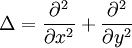 Δ = ∂²/∂x² + ∂²/∂y²